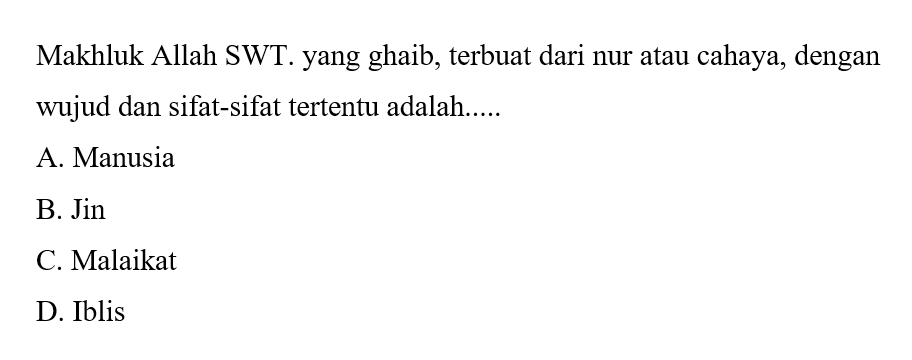 Makhluk Allah SWT. yang ghaib, terbuat dari nur atau cahaya, dengan
wujud dan sifat-sifat tertentu adalah.....
A. Manusia
B. Jin
C. Malaikat
D. Iblis